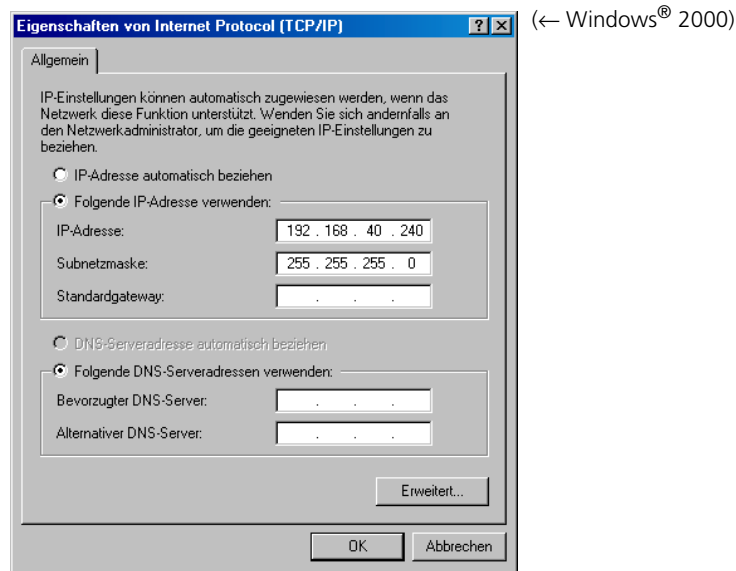 Eigenschaften von Internet Protocol (TCP/IP)
(← Windows® 2000)
Allgemein
IP-Einstellungen können automatisch zugewiesen werden, wenn das
Netzwerk diese Funktion unterstützt. Wenden Sie sich andernfalls an
den Netzwerkadministrator, um die geeigneten IP-Einstellungen zu
beziehen.
IP-Adresse automatisch beziehen
Folgende IP-Adresse verwenden:
IP-Adresse: 192 . 168 . 40 . 240
Subnetzmaske: 255 . 255 . 255 . 0
Standardgateway: . . .
DNS-Serveradresse automatisch beziehen
Folgende DNS-Serveradressen verwenden:
Bevorzugter DNS-Server: . . .
Alternativer DNS-Server: . . .
Erweitert...
OK Abbrechen